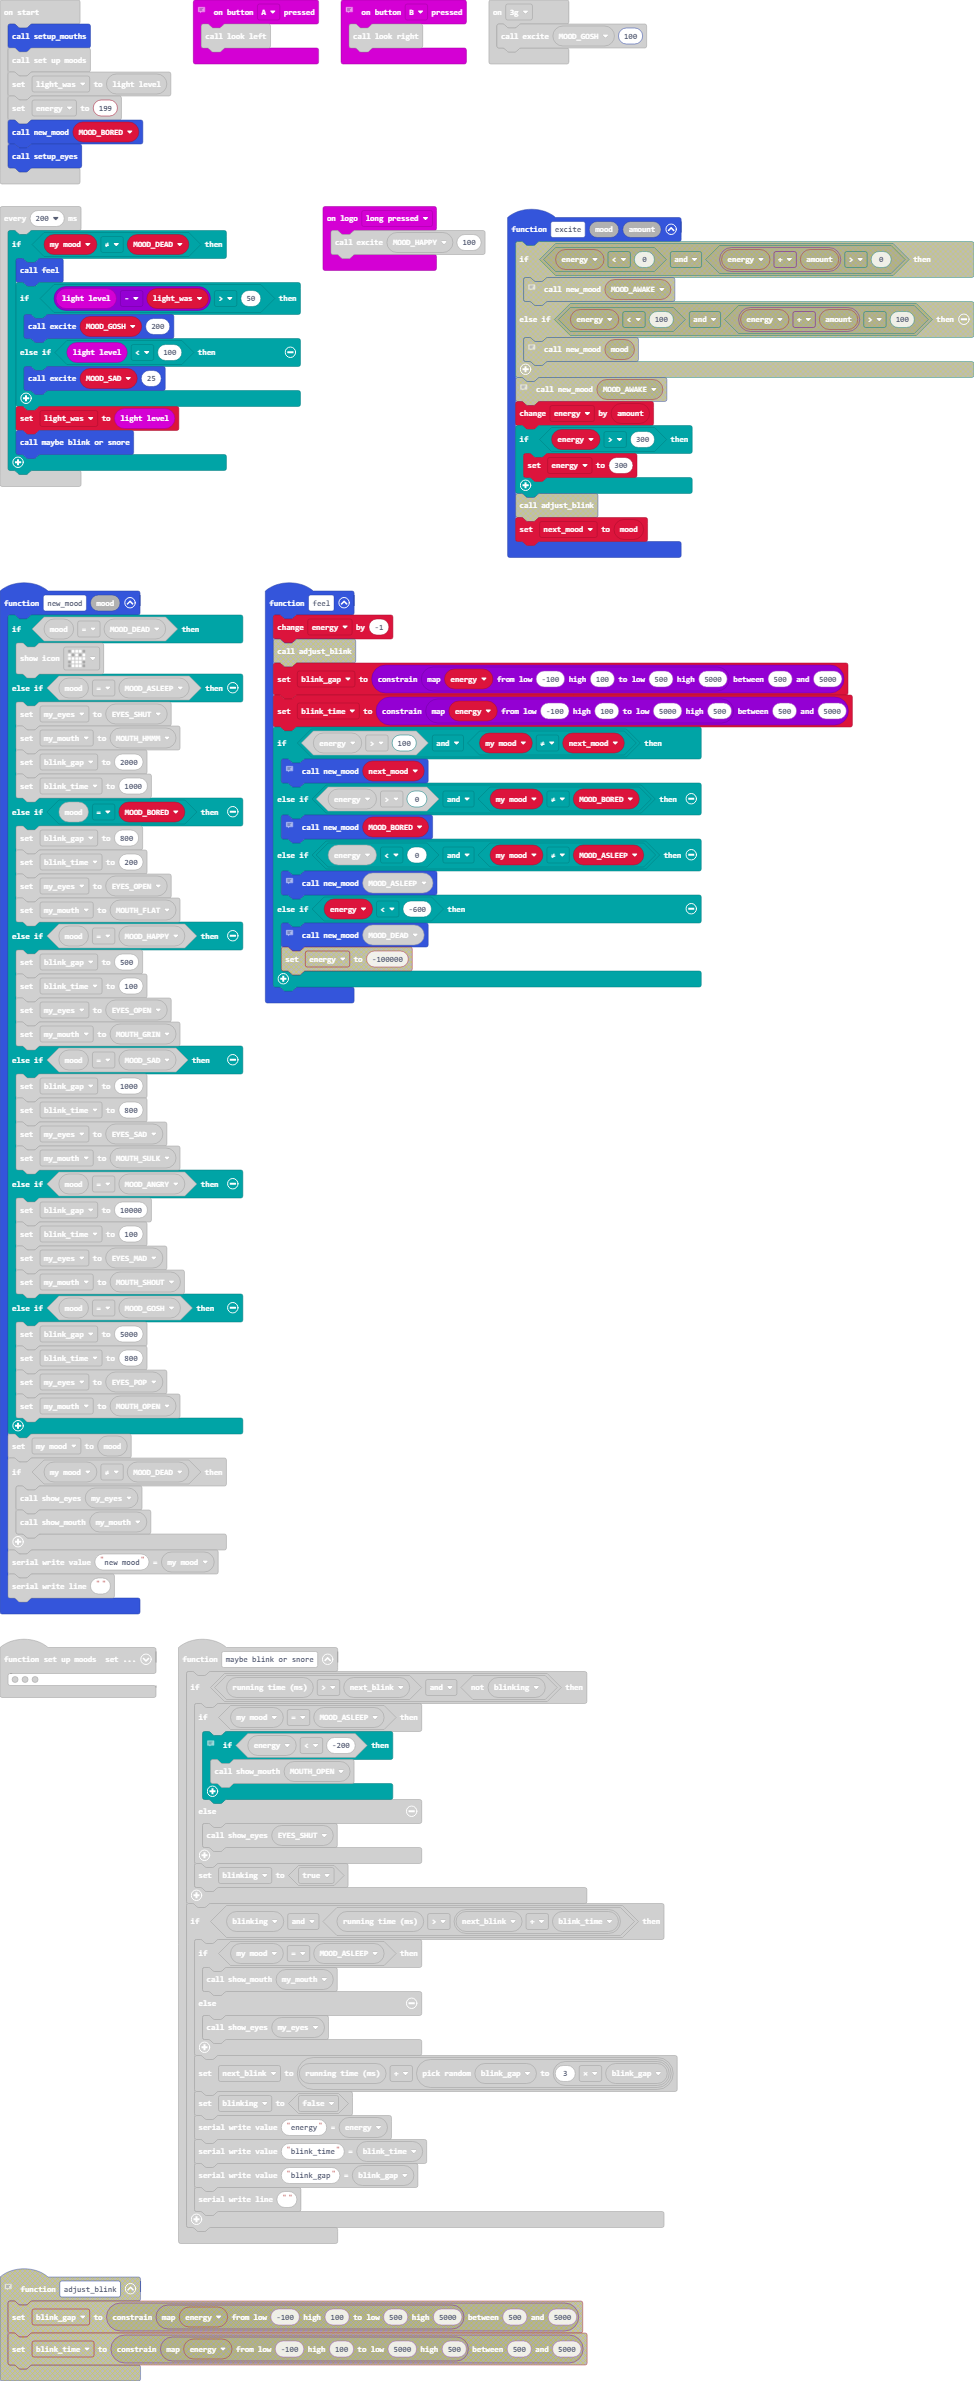 on start
call setup_mouths
call set up moods
set light_was to light level
set energy to 199
call new_mood MOOD_BORED
call setup_eyes
on button A pressed
call look left
on button B pressed
call look right
on 3g
call excite MOOD_GOSH 100
every 200 ms
if my mood ≠ MOOD_DEAD then
call feel
if light level - light_was > 50 then
call excite MOOD_GOSH 200
else if light level < 100 then
call excite MOOD_SAD 25
set light_was to light level
call maybe blink or snore
on logo long pressed
call excite MOOD_HAPPY 100
function excite mood amount
if energy < 0 and energy + amount > 0 then
call new_mood MOOD_AWAKE
else if energy < 100 and energy + amount > 100 then
call new_mood mood
call new_mood MOOD_AWAKE
change energy by amount
if energy > 300 then
set energy to 300
call adjust_blink
set next_mood to mood
function new_mood mood
if mood = MOOD_DEAD then
show icon
else if mood = MOOD_ASLEEP then
set my_eyes to EYES_SHUT
set my_mouth to MOUTH_HMMM
set blink_gap to 2000
set blink_time to 1000
else if mood = MOOD_BORED then
set blink_gap to 800
set blink_time to 200
set my_eyes to EYES_OPEN
set my_mouth to MOUTH_FLAT
else if mood = MOOD_HAPPY then
set blink_gap to 500
set blink_time to 100
set my_eyes to EYES_OPEN
set my_mouth to MOUTH_GRIN
else if mood = MOOD_SAD then
set blink_gap to 1000
set blink_time to 800
set my_eyes to EYES_SAD
set my_mouth to MOUTH_SULK
else if mood = MOOD_ANGRY then
set blink_gap to 10000
set blink_time to 100
set my_eyes to EYES_MAD
set my_mouth to MOUTH_SHOUT
else if mood = MOOD_GOSH then
set blink_gap to 5000
set blink_time to 800
set my_eyes to EYES_POP
set my_mouth to MOUTH_OPEN
set my mood to mood
if my mood ≠ MOOD_DEAD then
call show_eyes my_eyes
call show_mouth my_mouth
serial write value "new mood" = my mood
serial write line ""
function feel
change energy by -1
call adjust_blink
set blink_gap to constrain map energy from low -100 high 100 to low 500 high 5000 between 500 and 5000
set blink_time to constrain map energy from low -100 high 100 to low 5000 high 500 between 500 and 5000
if energy > 100 and my mood ≠ next_mood then
call new_mood next_mood
else if energy > 0 and my mood ≠ MOOD_BORED then
call new_mood MOOD_BORED
else if energy < 0 and my mood ≠ MOOD_ASLEEP then
call new_mood MOOD_ASLEEP
else if energy < -600 then
call new_mood MOOD_DEAD
set energy to -100000
function set up moods set ...
function maybe blink or snore
if running time (ms) > next_blink and not blinking then
if my mood = MOOD_ASLEEP then
if energy < -200 then
call show_mouth MOUTH_OPEN
else
call show_eyes EYES_SHUT
set blinking to true
if blinking and running time (ms) > next_blink + blink_time then
if my mood = MOOD_ASLEEP then
call show_mouth my_mouth
else
call show_eyes my_eyes
set next_blink to running time (ms) + pick random blink_gap to 3 × blink_gap
set blinking to false
serial write value "energy" = energy
serial write value "blink_time" = blink_time
serial write value "blink_gap" = blink_gap
serial write line ""
function adjust_blink
set blink_gap to constrain map energy from low -100 high 100 to low 500 high 5000 between 500 and 5000
set blink_time to constrain map energy from low -100 high 100 to low 5000 high 500 between 500 and 5000